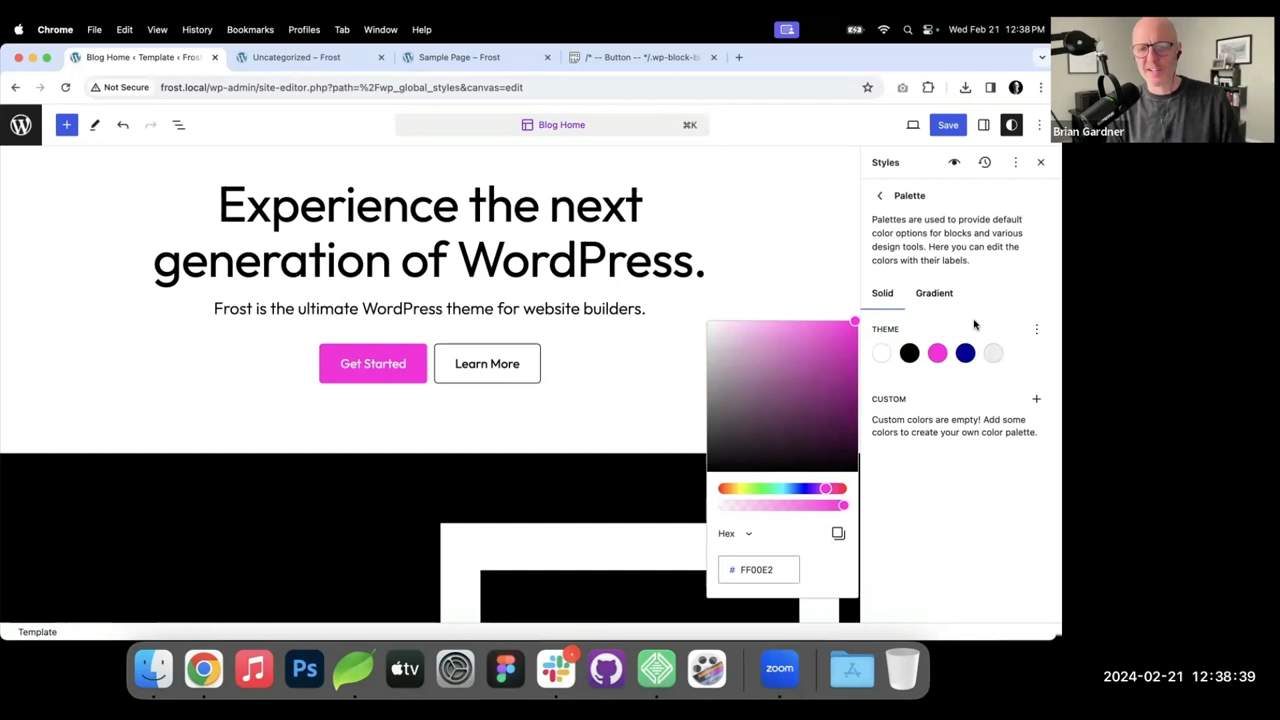 Chrome File Edit View History Bookmarks Profiles Tab Window Help
Wed Feb 21 12:38 PM
Blog Home ‹ Template ‹ Fros
Uncategorized – Frost
Sample Page – Frost
/* -- Button -- */.wp-block-b
Not Secure
frost.local/wp-admin/site-editor.php?path=%2Fwp_global_styles&canvas=edit
Brian Gardner
Blog Home ⌘K
Save
Styles
Palette
Palettes are used to provide default
color options for blocks and various
design tools. Here you can edit the
colors with their labels.
Solid Gradient
THEME
CUSTOM
Custom colors are empty! Add some
colors to create your own color palette.
Experience the next
generation of WordPress.
Frost is the ultimate WordPress theme for website builders.
Get Started Learn More
Hex
# FF00E2
Template
Ps
tv
zoom
2024-02-21 12:38:39